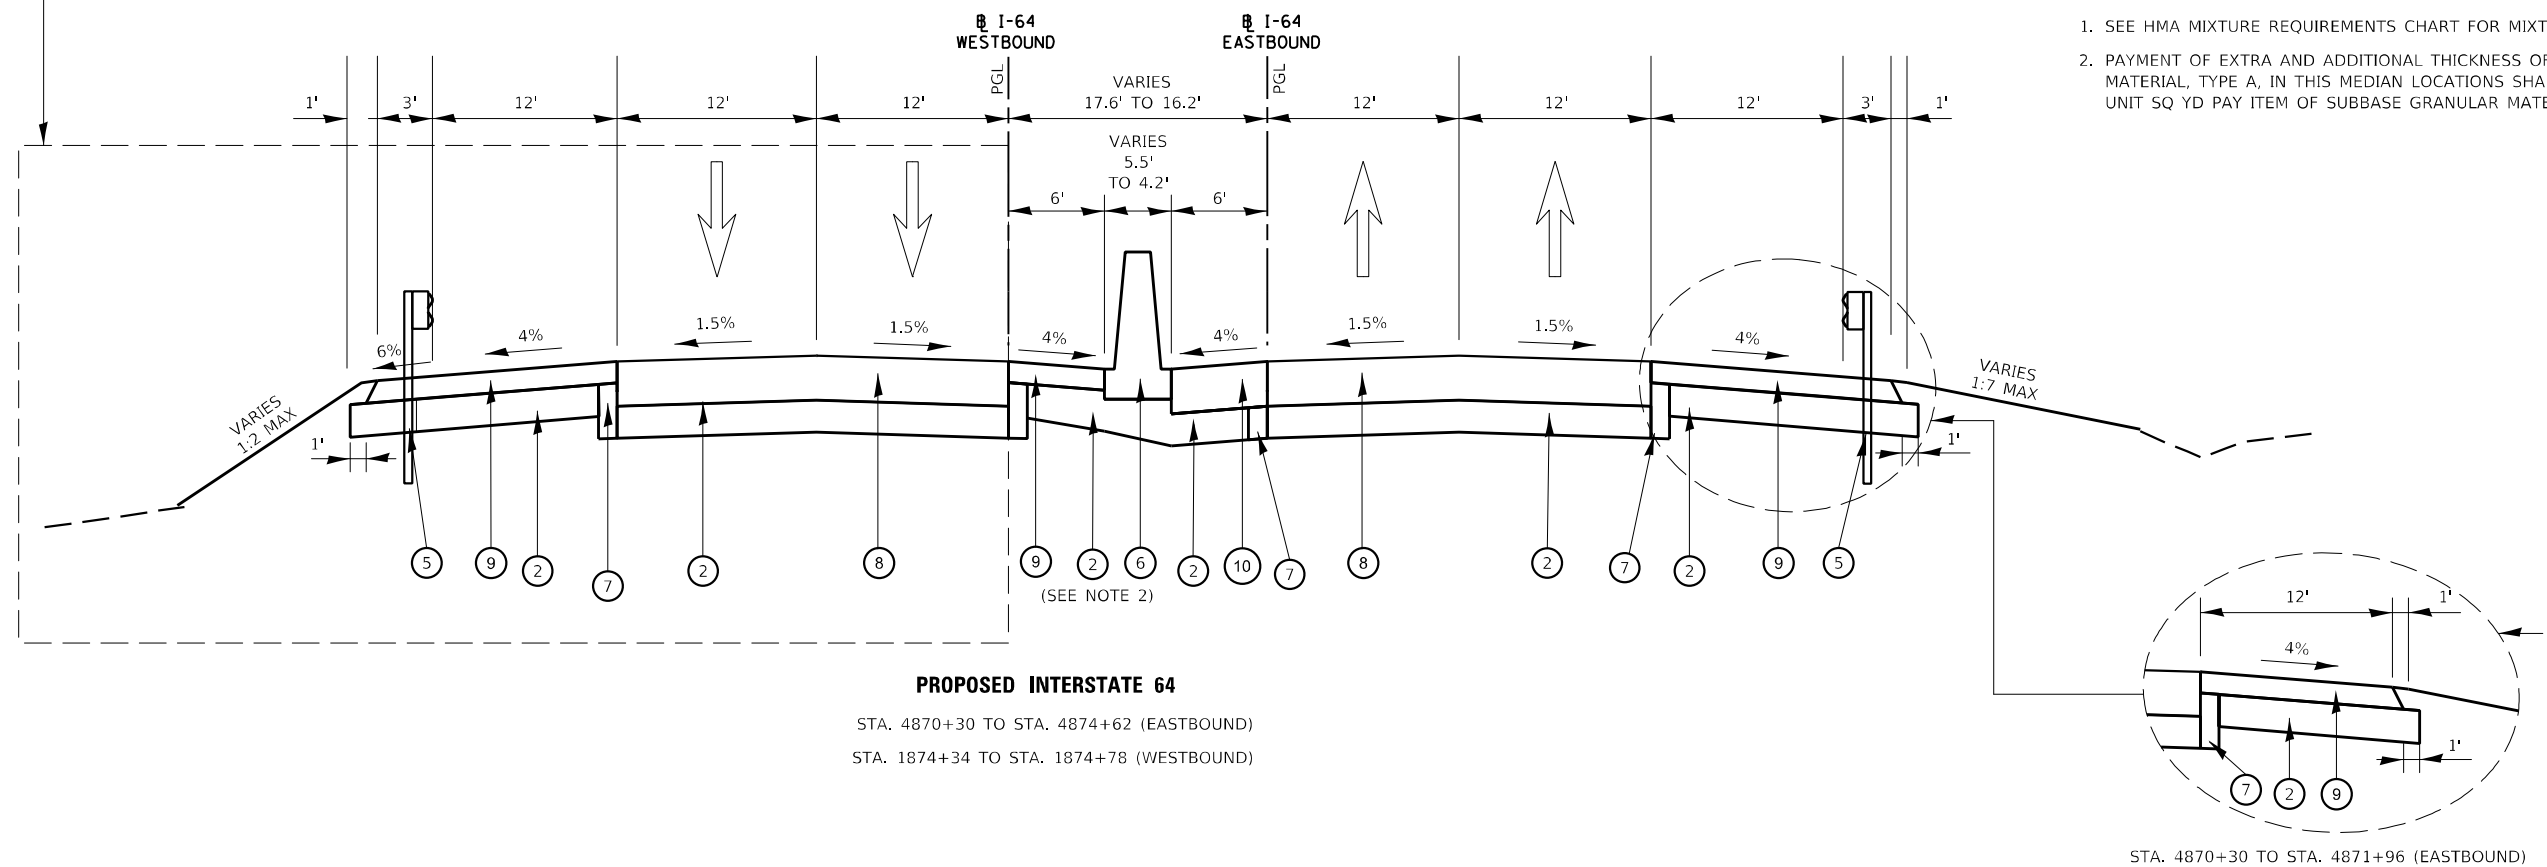 ℄ I-64
WESTBOUND
℄ I-64
EASTBOUND
1. SEE HMA MIXTURE REQUIREMENTS CHART FOR
2. PAYMENT OF EXTRA AND ADDITIONAL THICKNESS
MATERIAL, TYPE A, IN THIS MEDIAN LOCATIONS
UNIT SQ YD PAY ITEM OF SUBBASE GRANULAR
PGL
PGL
1'
3'
12'
12'
12'
VARIES
17.6' TO 16.2'
12'
12'
12'
3'
1'
VARIES
5.5'
TO 4.2'
6'
6'
6%
4%
1.5%
1.5%
4%
4%
1.5%
1.5%
4%
VARIES
1:2 MAX
VARIES
1:7 MAX
1'
1'
5
9
2
7
2
8
9
2
6
2
10
7
8
2
7
2
9
5
(SEE NOTE 2)
PROPOSED INTERSTATE 64
STA. 4870+30 TO STA. 4874+62 (EASTBOUND)
STA. 1874+34 TO STA. 1874+78 (WESTBOUND)
12'
1'
4%
1'
7
2
9
STA. 4870+30 TO STA. 4871+96 (EASTBOUND)